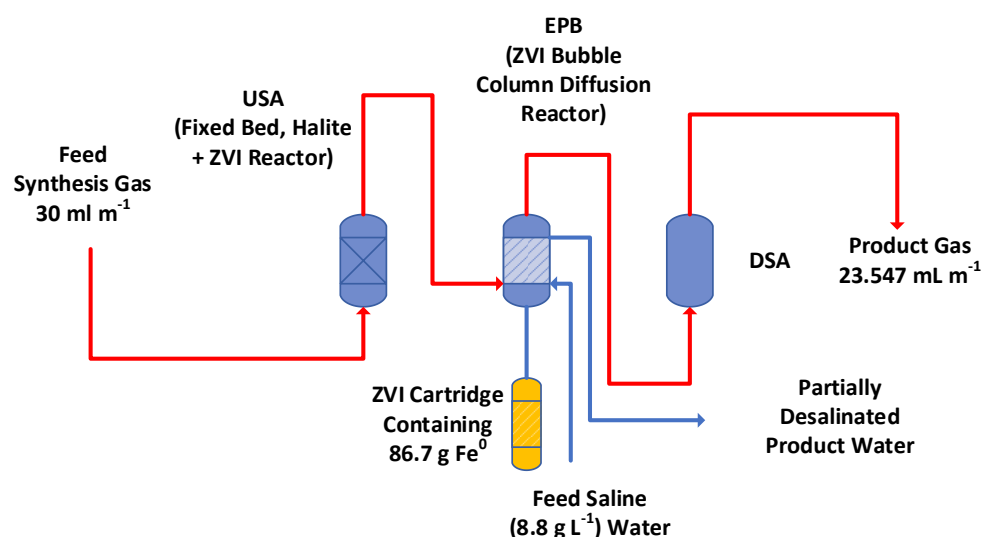 EPB
(ZVI Bubble
Column Diffusion
Reactor)
USA
(Fixed Bed, Halite
+ ZVI Reactor)
Feed
Synthesis Gas
30 ml m⁻¹
DSA
Product Gas
23.547 mL m⁻¹
ZVI Cartridge
Containing
86.7 g Fe⁰
Partially
Desalinated
Product Water
Feed Saline
(8.8 g L⁻¹) Water